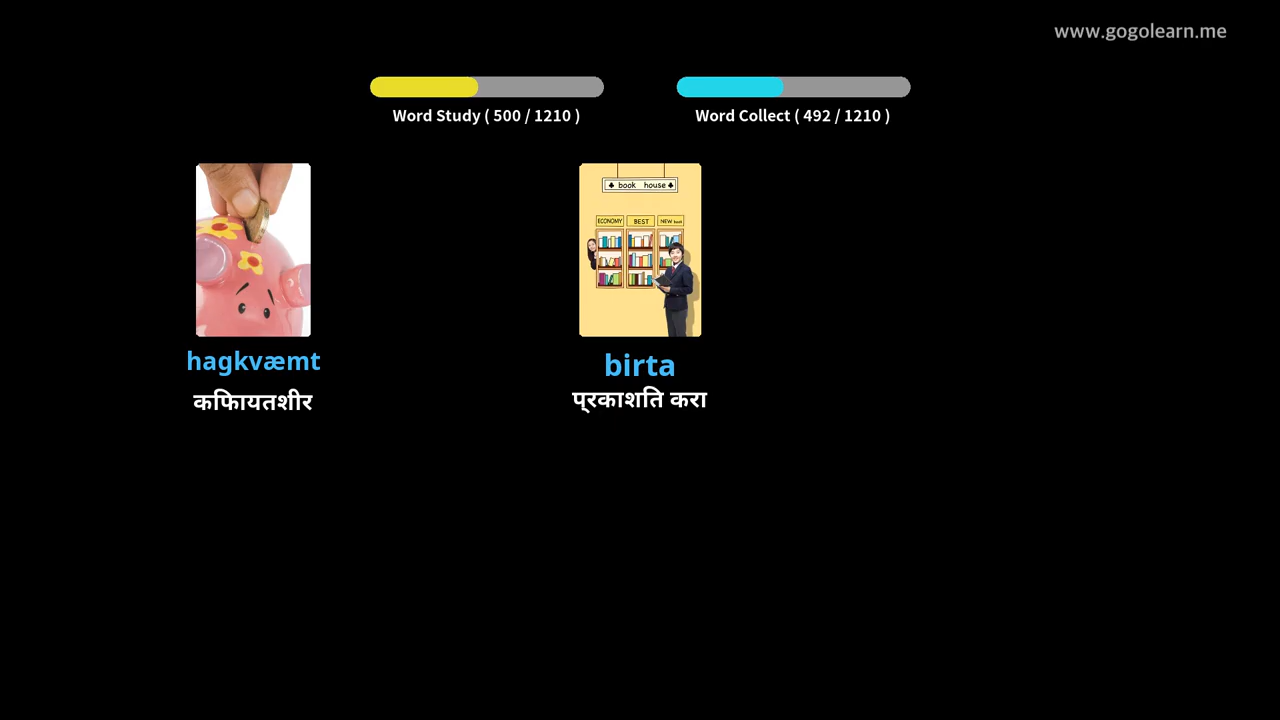 www.gogolearn.me
Word Study ( 500 / 1210 )
Word Collect ( 492 / 1210 )
book house
ECONOMY
BEST
NEW book
hagkvæmt
birta
कफिायतशीर
प्रकाशति करा